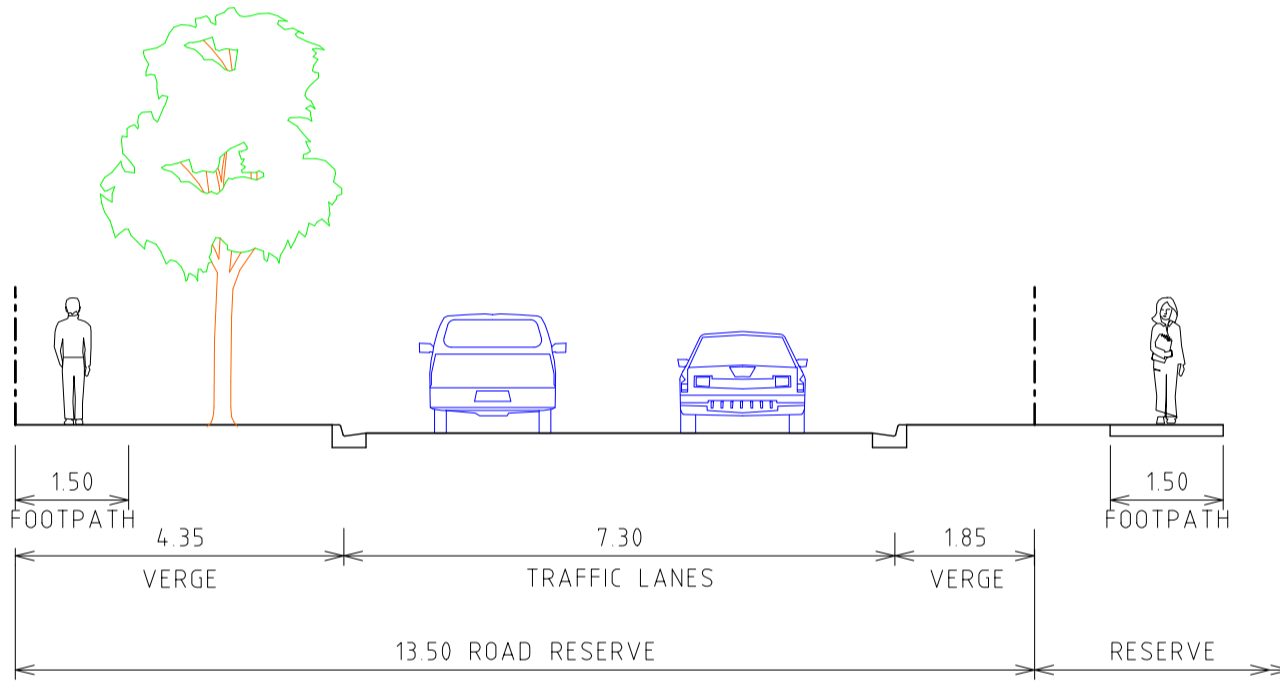 1.50
FOOTPATH
1.50
FOOTPATH
4.35
VERGE
7.30
TRAFFIC LANES
1.85
VERGE
13.50 ROAD RESERVE
RESERVE